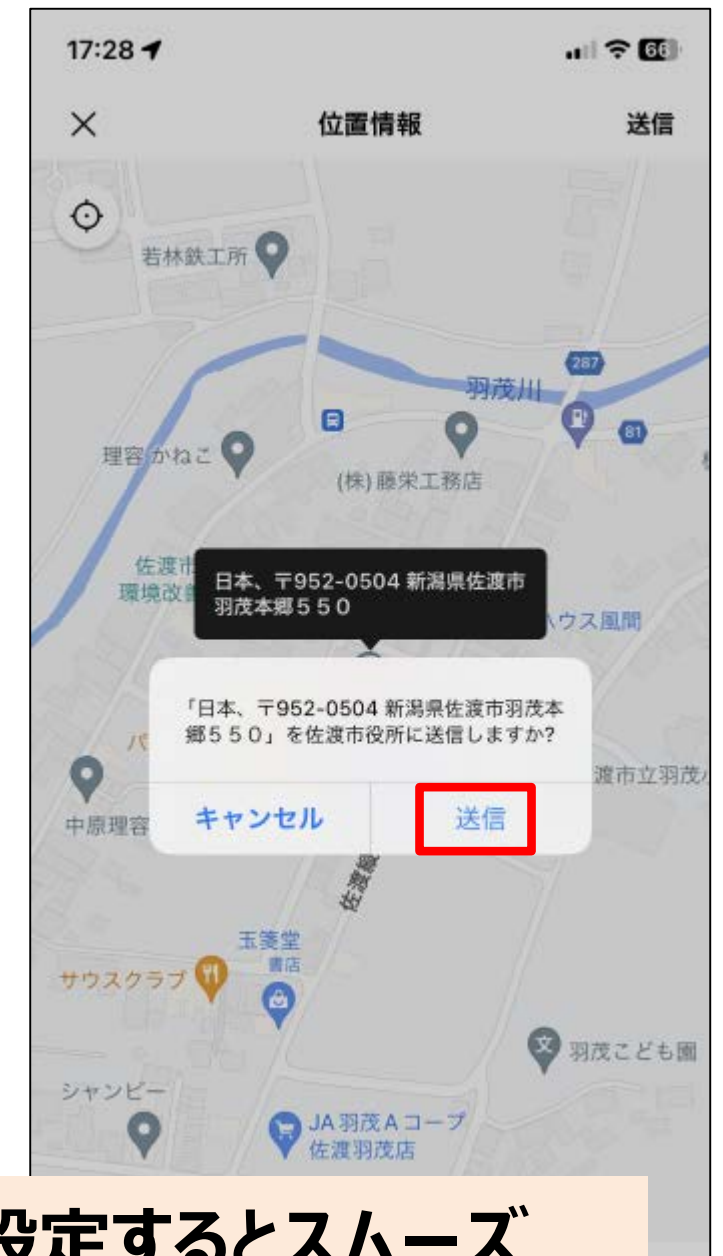 17:28
66
位置情報
送信
若林鉄工所
287
羽茂川
81
理容 かねこ
(株)藤栄工務店
佐渡市
環境改善
日本、〒952-0504 新潟県佐渡市
羽茂本郷５５０
ハウス風間
「日本、〒952-0504 新潟県佐渡市羽茂本
郷５５０」を佐渡市役所に送信しますか?
パ
渡市立羽茂小
中原理容
キャンセル
送信
玉箋堂
書店
サウスクラブ
文
羽茂こども園
シャンピー
JA 羽茂 A コープ
佐渡羽茂店
設定するとスムーズ